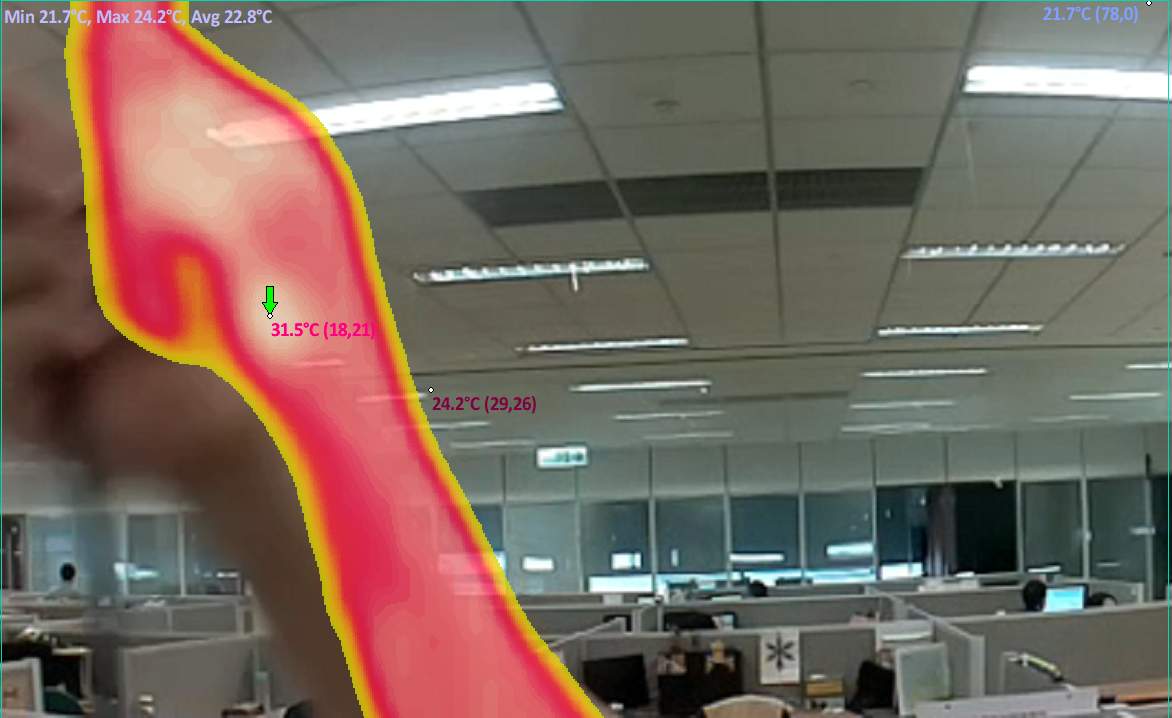 Min 21.7°C, Max 24.2°C, Avg 22.8°C
21.7°C (78,0)
31.5°C (18,21)
24.2°C (29,26)